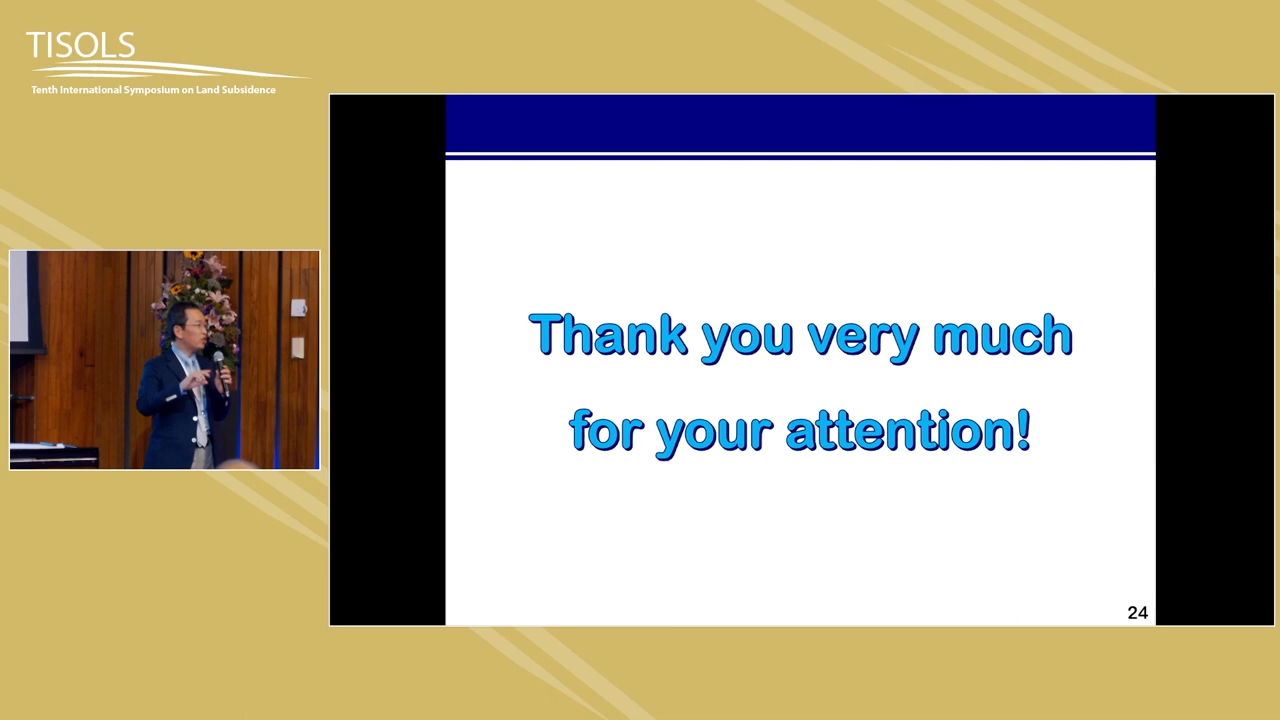 TISOLS
Tenth International Symposium on Land Subsidence
Thank you very much
for your attention!
24